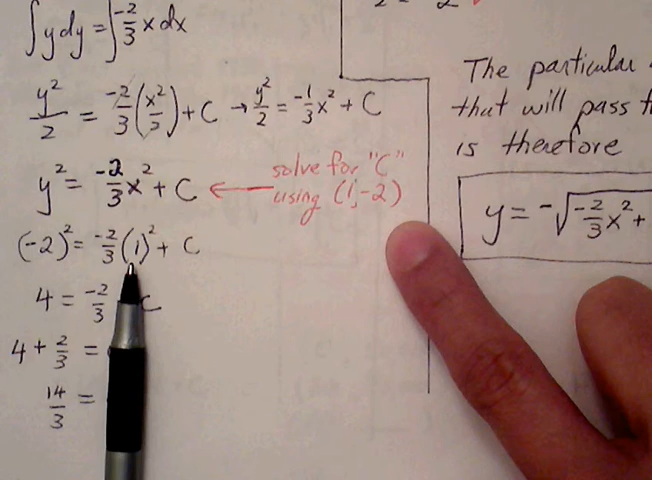 ∫y dy = ∫-2/3 x dx
y²/2 = -2/3(x²/2) + C → y²/2 = -1/3x² + C
y² = -2/3x² + C
solve for "C"
using (1,-2)
(-2)² = -2/3(1)² + C
4 = -2/3 C
4 + 2/3 =
14/3 =
The particular
that will pass
is therefore
y = -√-2/3x² +